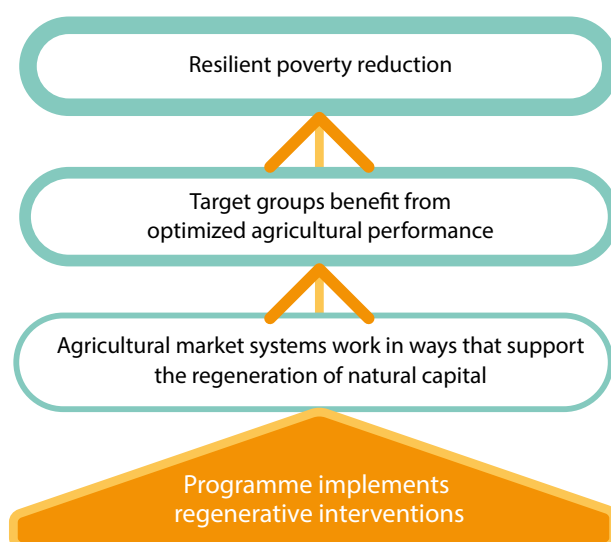 Resilient poverty reduction
Target groups benefit from
optimized agricultural performance
Agricultural market systems work in ways that support
the regeneration of natural capital
Programme implements
regenerative interventions